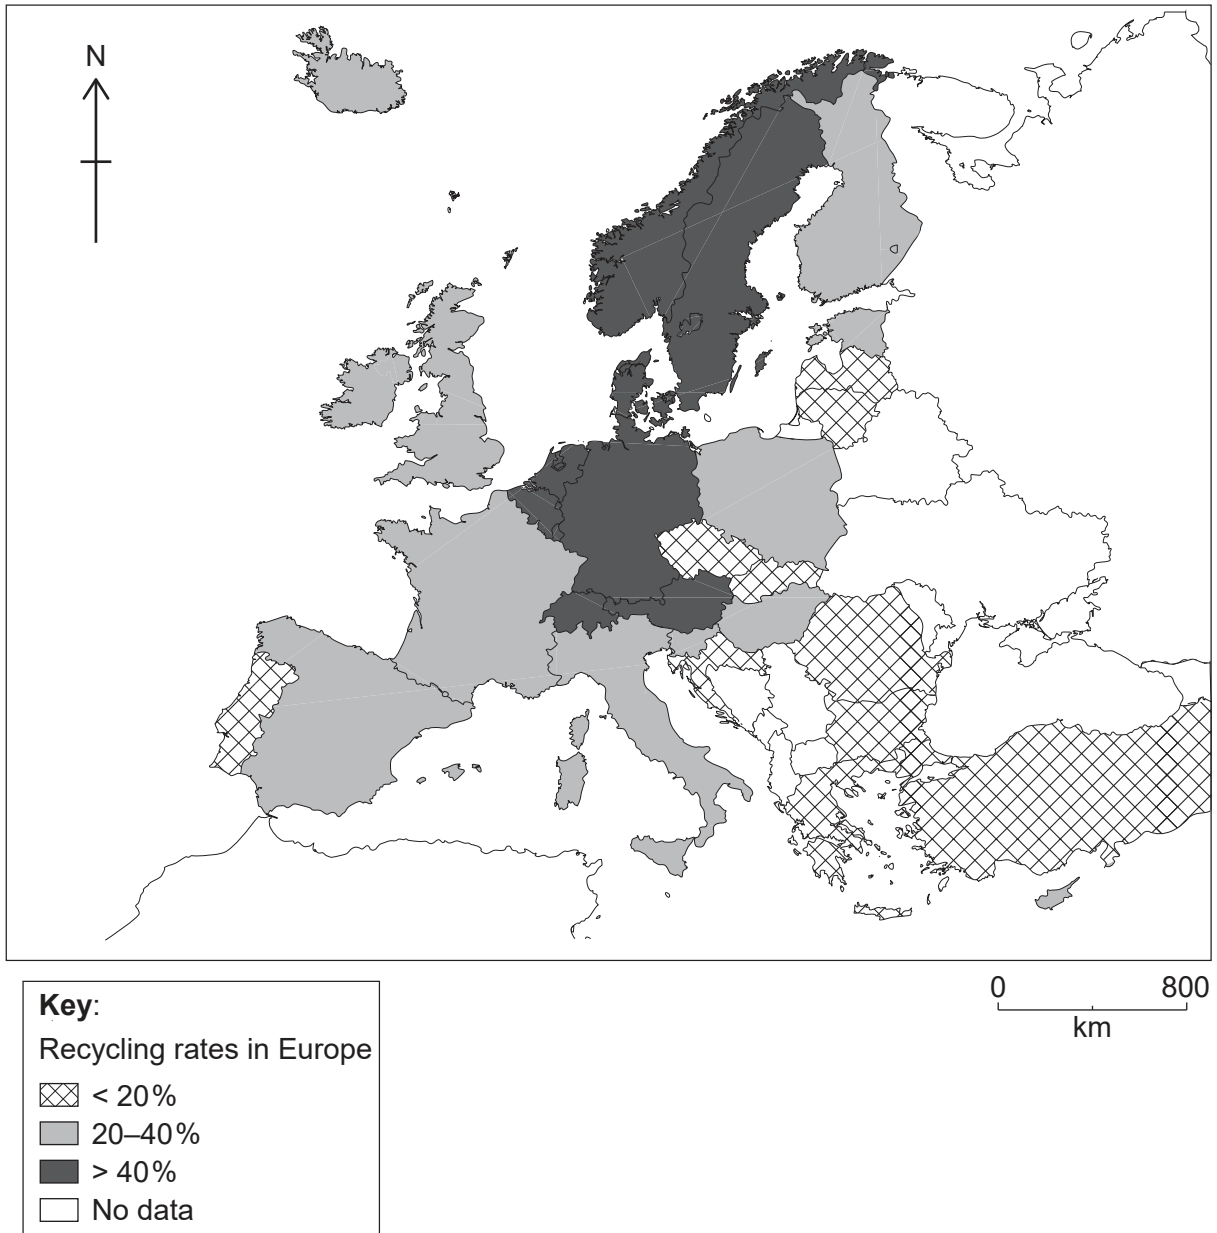 N
0 800
km
Key:
Recycling rates in Europe
< 20%
20–40%
> 40%
No data